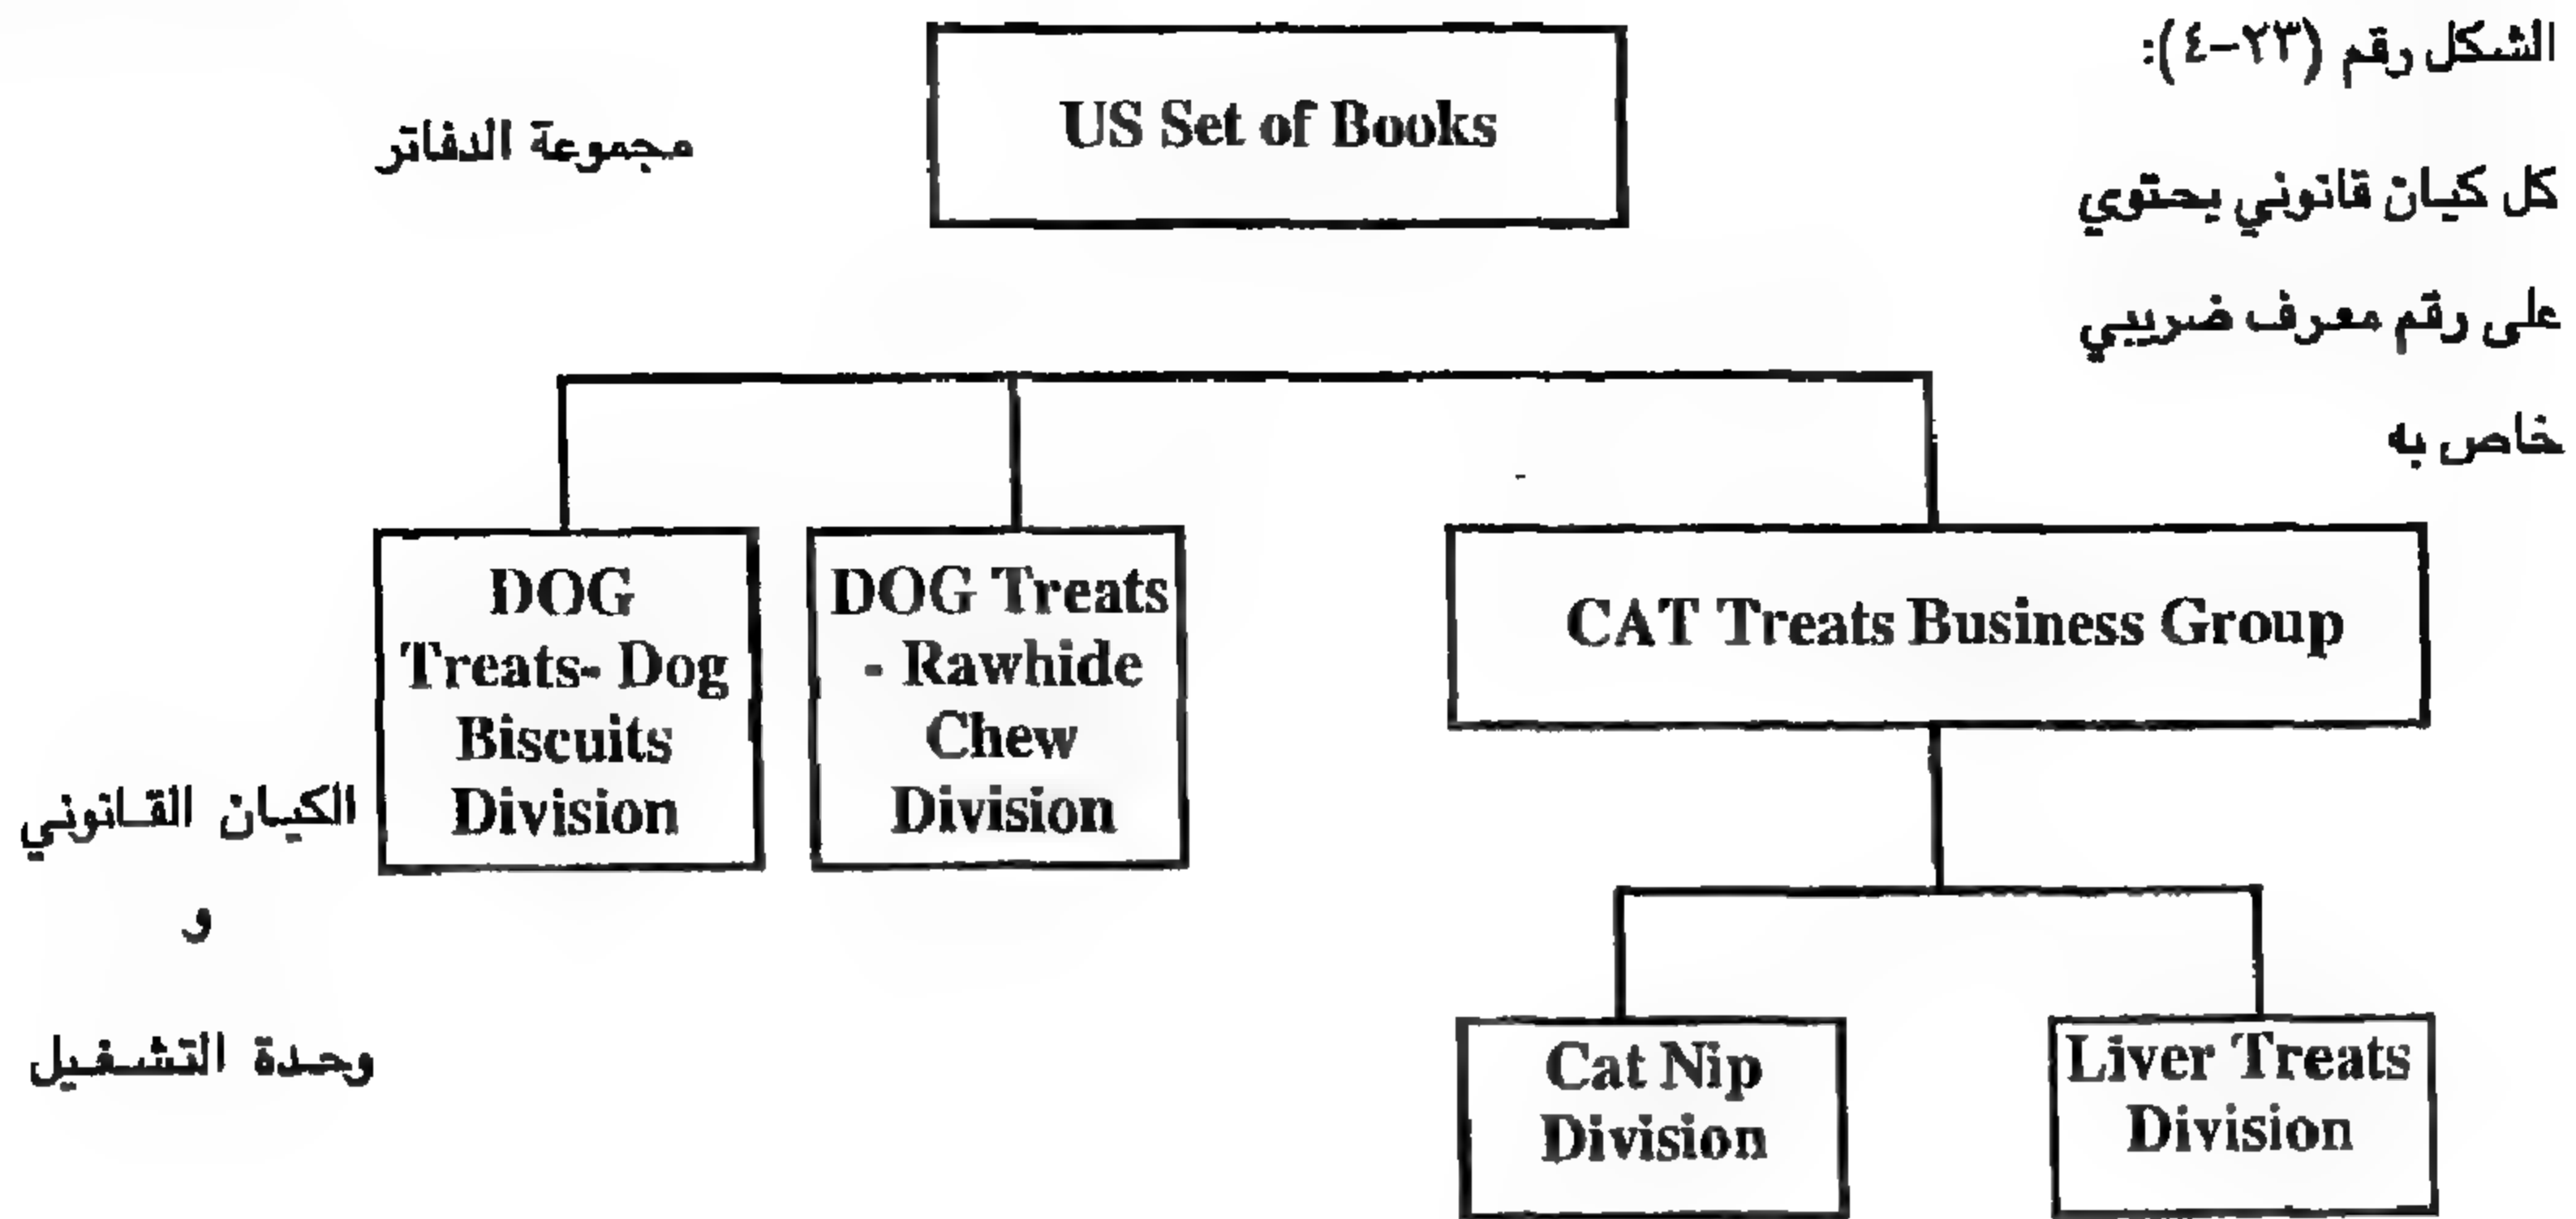 الشكل رقم (٢٣-٤):
كل كيان قانوني يحتوي
على رقم معرف ضريبي
خاص به
US Set of Books
مجموعة الدفاتر
DOG
Treats- Dog
Biscuits
Division
DOG Treats
- Rawhide
Chew
Division
CAT Treats Business Group
الكيان القانوني
و
وحدة التشغيل
Cat Nip
Division
Liver Treats
Division